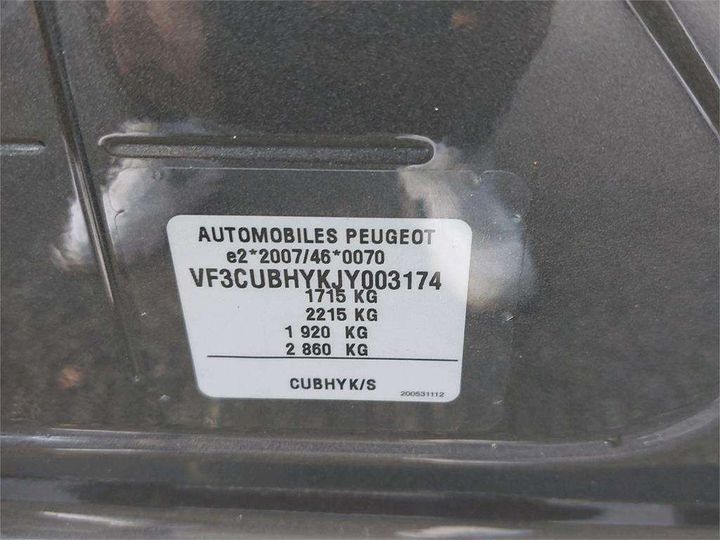 AUTOMOBILES PEUGEOT
e2*2007/46*0070
VF3CUBHYKJY003174
1715 KG
2215 KG
1 920 KG
2 860 KG
CUBHYK/S
200531112